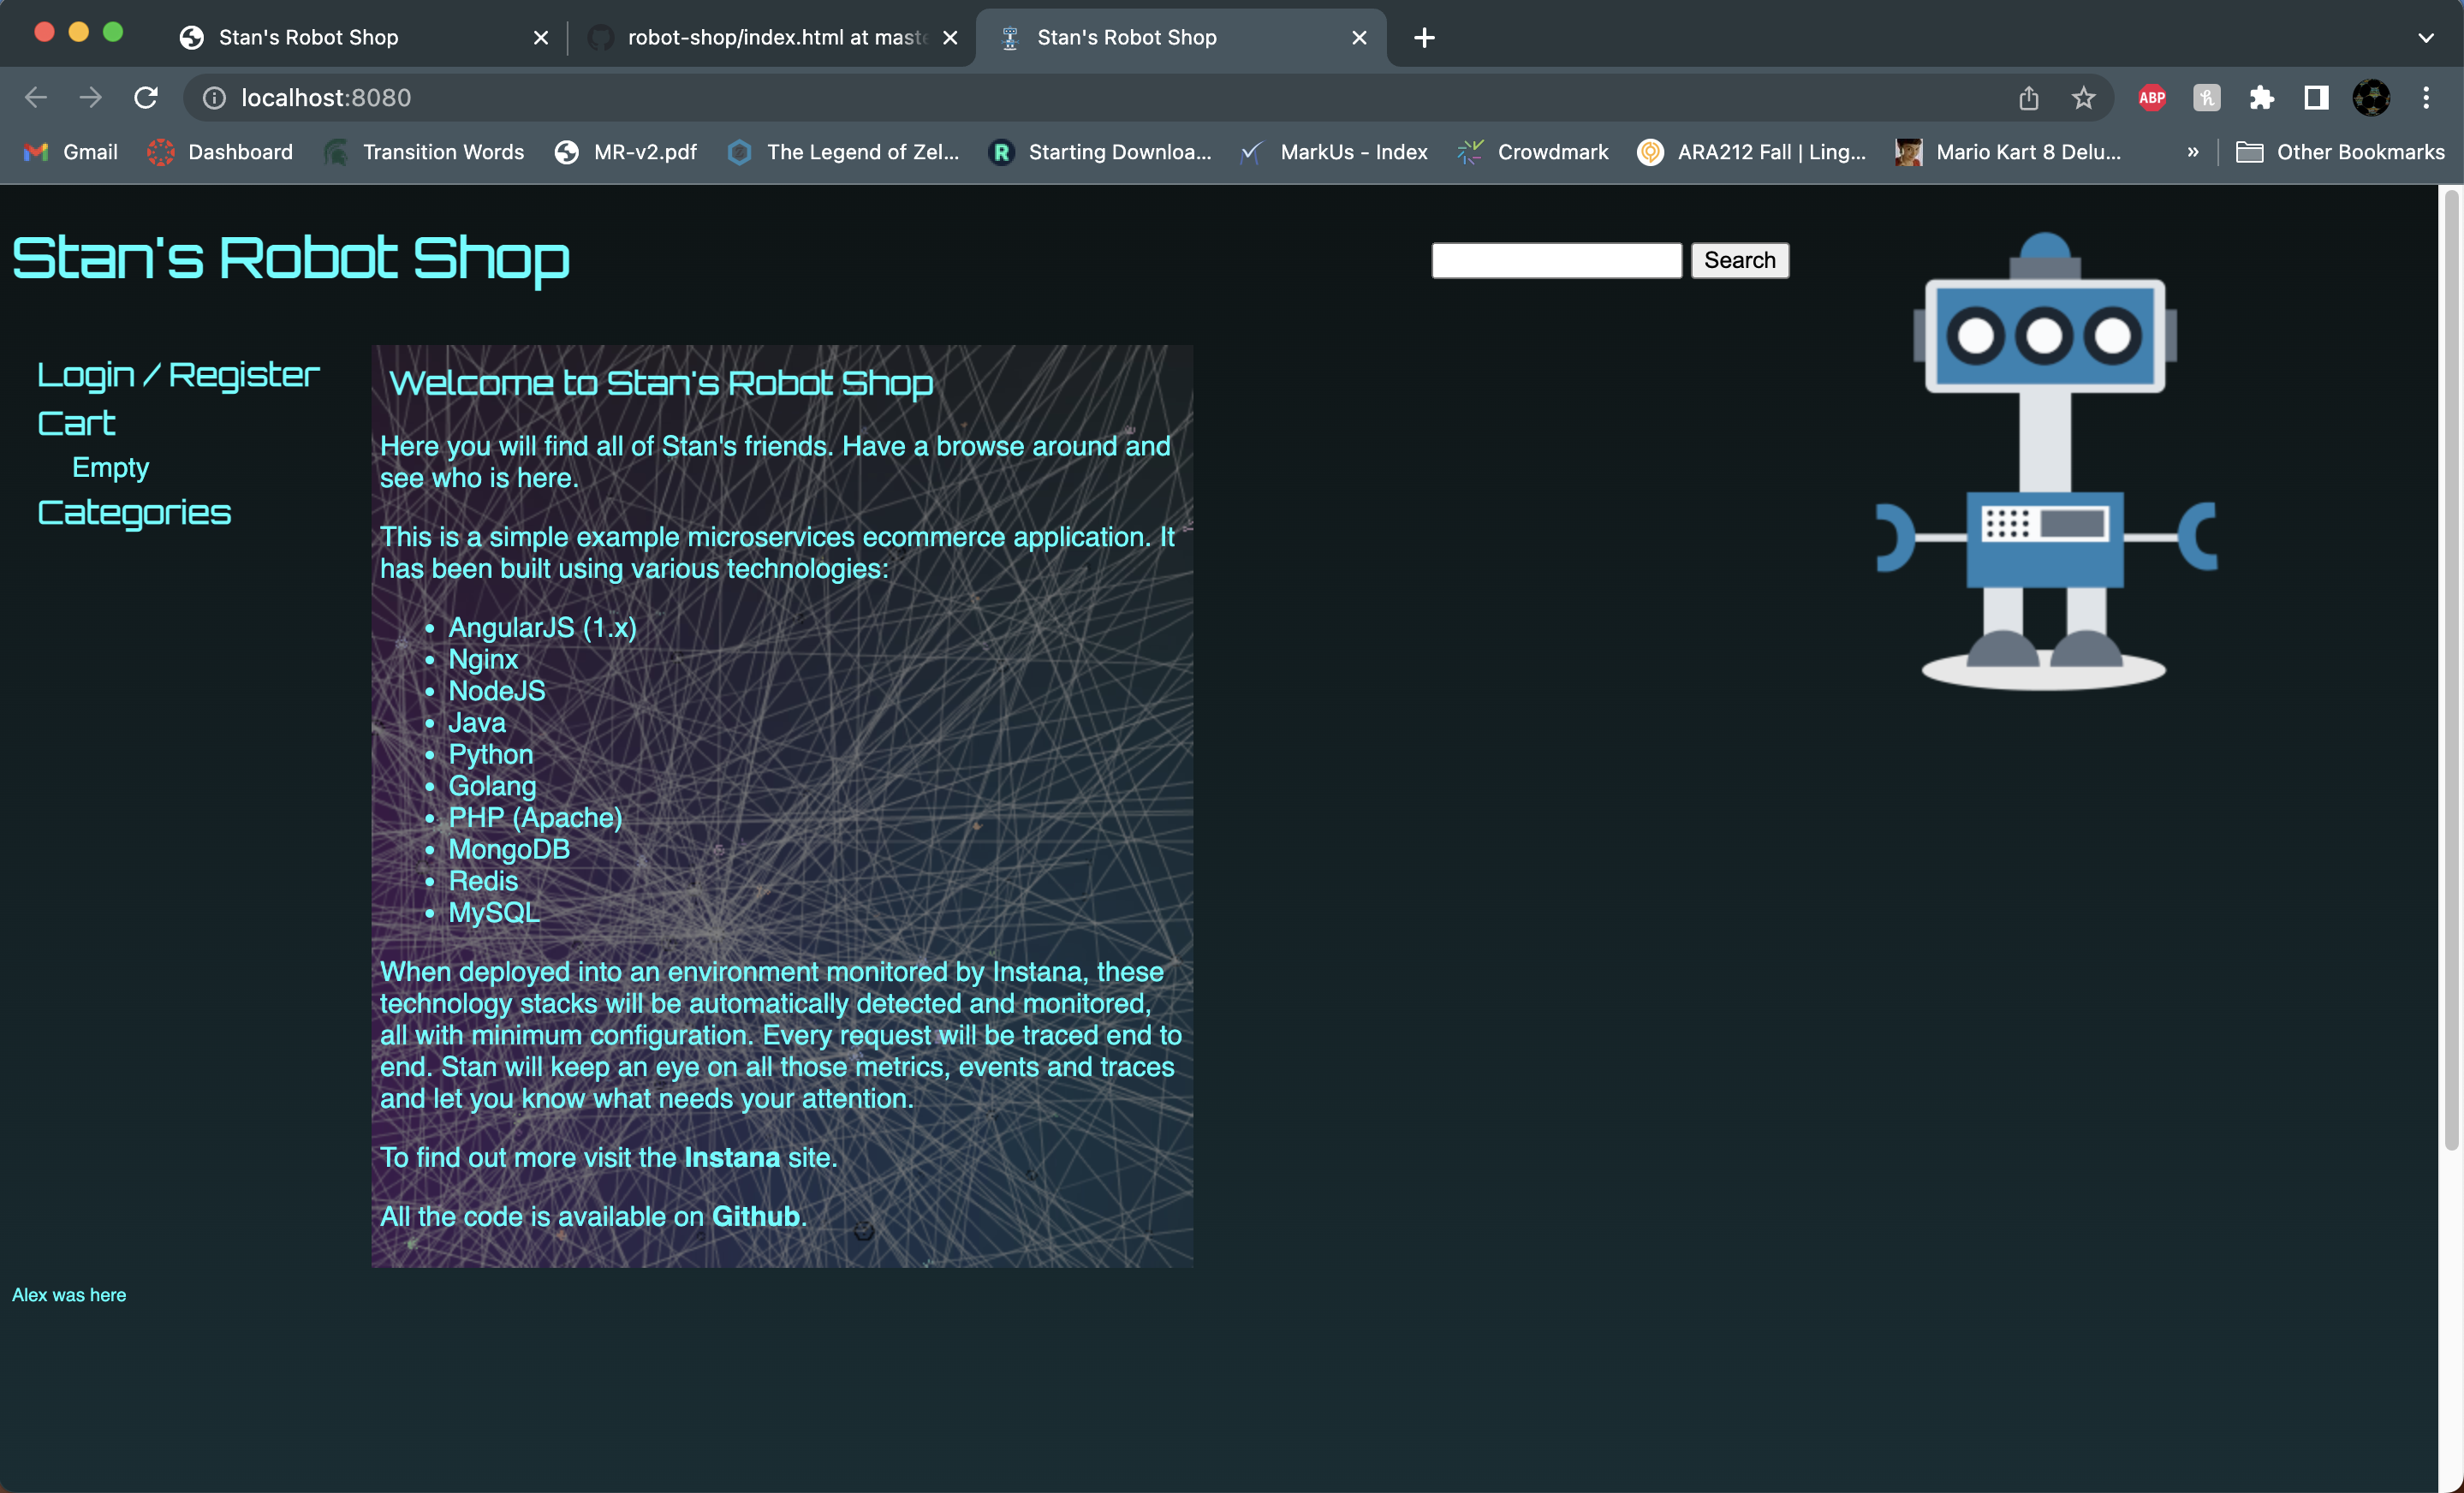 Stan's Robot Shop
robot-shop/index.html at maste
Stan's Robot Shop
localhost:8080
ABP
Gmail
Dashboard
Transition Words
MR-v2.pdf
The Legend of Zel...
R
Starting Downloa...
MarkUs - Index
Crowdmark
ARA212 Fall | Ling...
Mario Kart 8 Delu...
»
Other Bookmarks
Stan's Robot Shop
Search
Login / Register
Cart
Empty
Categories
Welcome to Stan's Robot Shop
Here you will find all of Stan's friends. Have a browse around and
see who is here.
This is a simple example microservices ecommerce application. It
has been built using various technologies:
• AngularJS (1.x)
• Nginx
• NodeJS
• Java
• Python
• Golang
• PHP (Apache)
• MongoDB
• Redis
• MySQL
When deployed into an environment monitored by Instana, these
technology stacks will be automatically detected and monitored,
all with minimum configuration. Every request will be traced end to
end. Stan will keep an eye on all those metrics, events and traces
and let you know what needs your attention.
To find out more visit the Instana site.
All the code is available on Github.
Alex was here